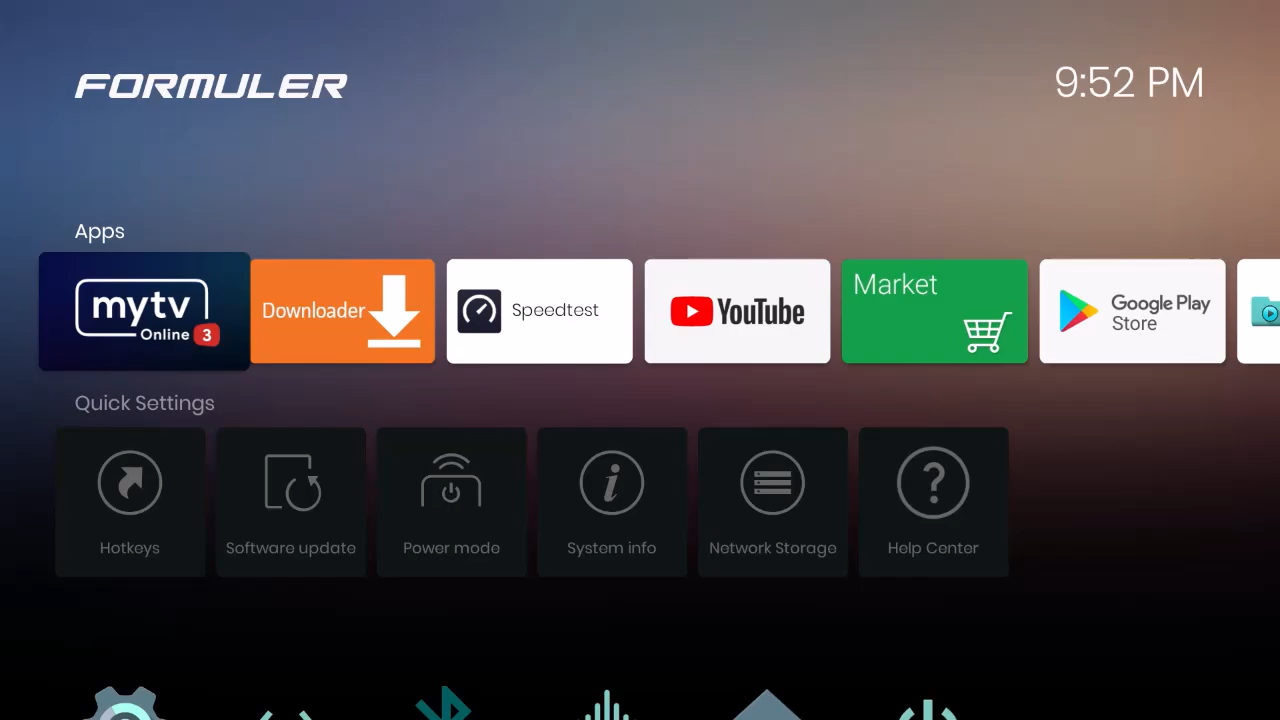 FORMULER
9:52 PM
Apps
mytv
Online 3
Downloader
Speedtest
YouTube
Market
Google Play
Store
Quick Settings
Hotkeys
Software update
Power mode
System info
Network Storage
Help Center